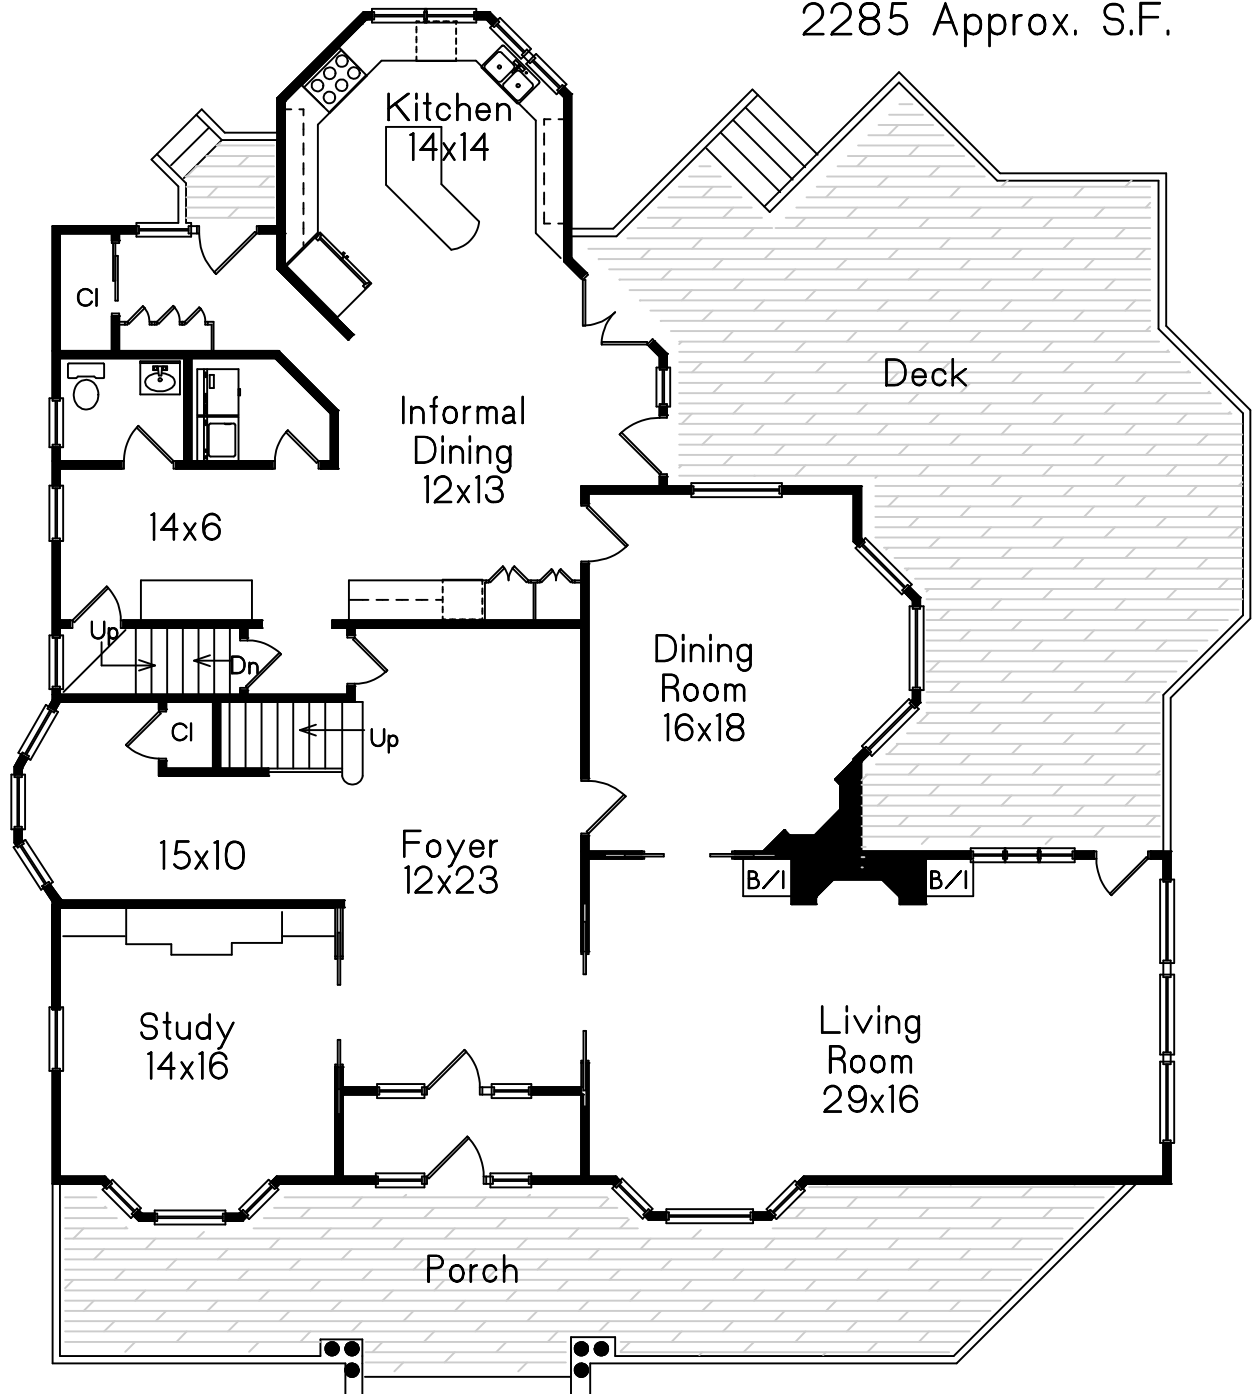 2285 Approx. S.F.
Kitchen
14x14
Cl
Deck
Informal
Dining
12x13
14x6
Up
Dn
Dining
Room
16x18
Cl
Up
15x10
Foyer
12x23
B/I
B/I
Study
14x16
Living
Room
29x16
Porch